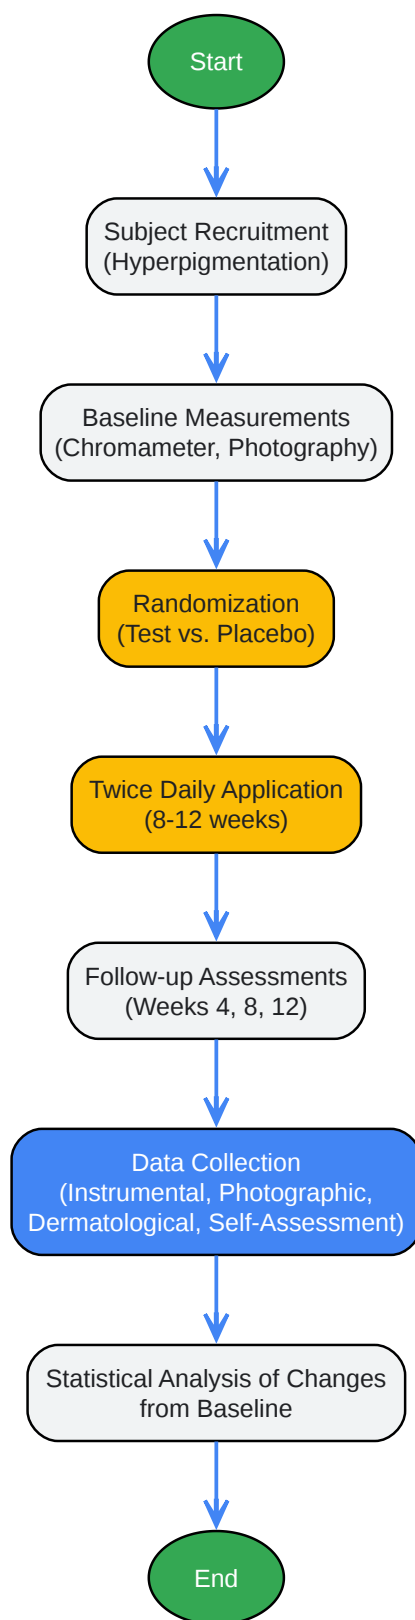 Start
Subject Recruitment
(Hyperpigmentation)
Baseline Measurements
(Chromameter, Photography)
Randomization
(Test vs. Placebo)
Twice Daily Application
(8-12 weeks)
Follow-up Assessments
(Weeks 4, 8, 12)
Data Collection
(Instrumental, Photographic,
Dermatological, Self-Assessment)
Statistical Analysis of Changes
from Baseline
End